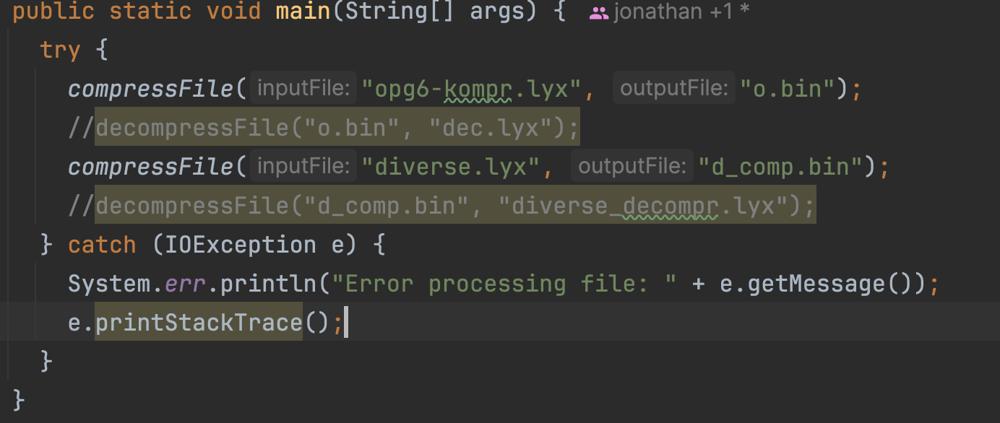 public static void main(String[] args) { jonathan +1 *
try {
compressFile( inputFile: "opg6-kompr.lyx", outputFile: "o.bin");
//decompressFile("o.bin", "dec.lyx");
compressFile( inputFile: "diverse.lyx", outputFile: "d_comp.bin");
//decompressFile("d_comp.bin", "diverse_decompr.lyx");
} catch (IOException e) {
System.err.println("Error processing file: " + e.getMessage());
e.printStackTrace();
}
}